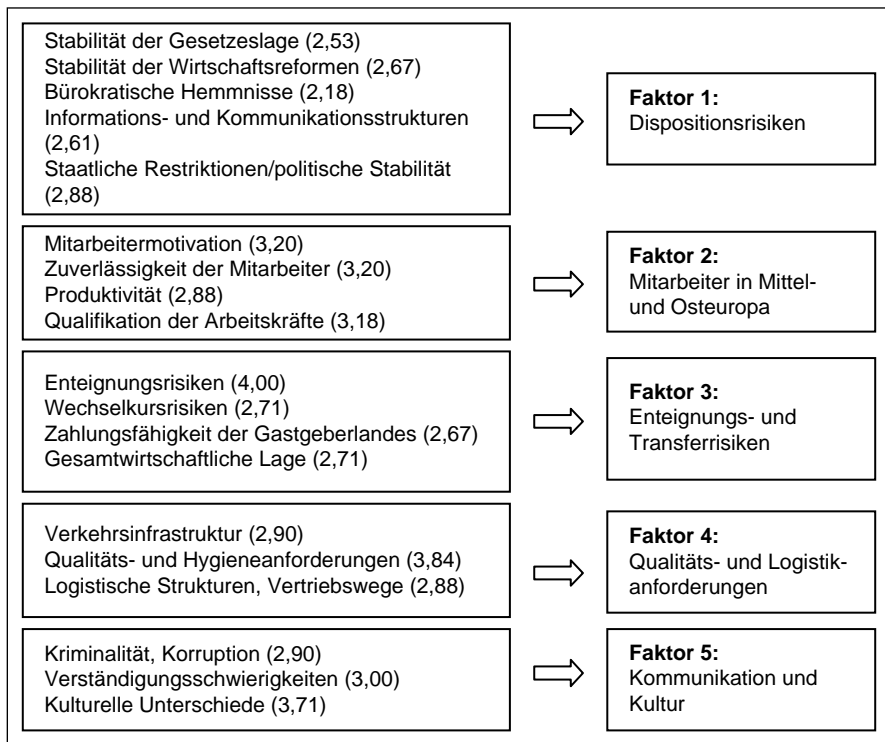 Stabilität der Gesetzeslage (2,53)
Stabilität der Wirtschaftsreformen (2,67)
Bürokratische Hemmnisse (2,18)
Informations- und Kommunikationsstrukturen
(2,61)
Staatliche Restriktionen/politische Stabilität
(2,88)
Faktor 1:
Dispositionsrisiken
Mitarbeitermotivation (3,20)
Zuverlässigkeit der Mitarbeiter (3,20)
Produktivität (2,88)
Qualifikation der Arbeitskräfte (3,18)
Faktor 2:
Mitarbeiter in Mittel-
und Osteuropa
Enteignungsrisiken (4,00)
Wechselkursrisiken (2,71)
Zahlungsfähigkeit der Gastgeberlandes (2,67)
Gesamtwirtschaftliche Lage (2,71)
Faktor 3:
Enteignungs- und
Transferrisiken
Verkehrsinfrastruktur (2,90)
Qualitäts- und Hygieneanforderungen (3,84)
Logistische Strukturen, Vertriebswege (2,88)
Faktor 4:
Qualitäts- und Logistik-
anforderungen
Kriminalität, Korruption (2,90)
Verständigungsschwierigkeiten (3,00)
Kulturelle Unterschiede (3,71)
Faktor 5:
Kommunikation und
Kultur